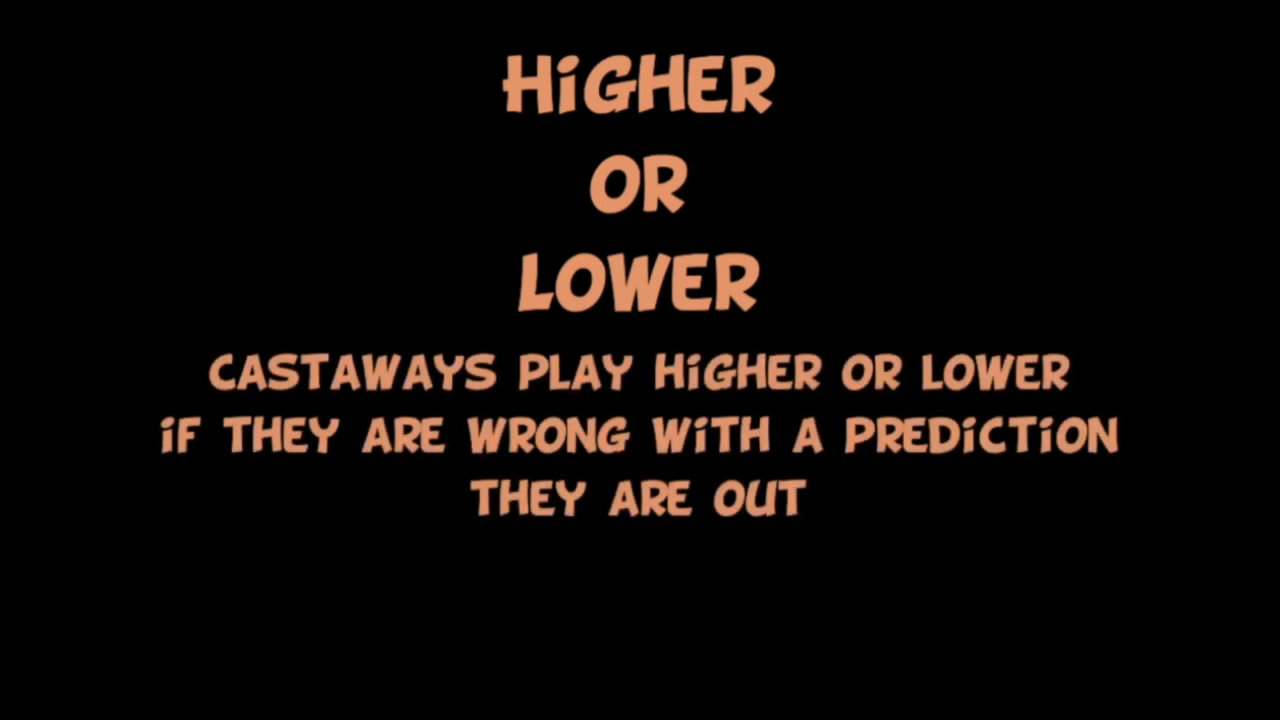 HiGHER
OR
LOWER
CASTAWAYS PLAY HiGHER OR LOWER
iF THEY ARE WRONG WiTH A PREDiCTiON
THEY ARE OUT